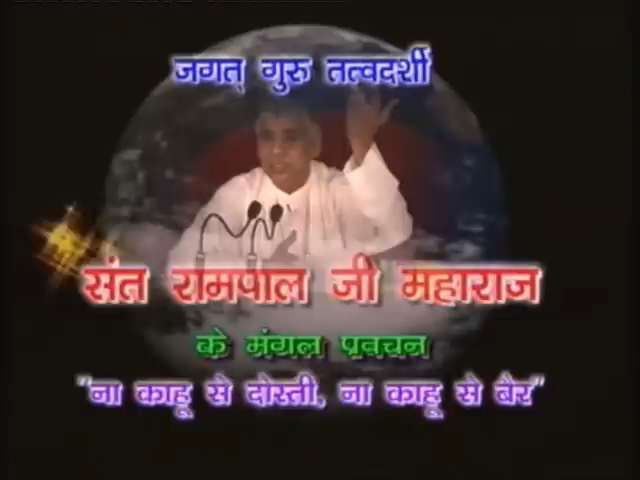 जगत् गुरु तत्वदर्शी
संत रामपाल जी महाराज
के मंगल प्रवचन
"ना काहू से दोस्ती, ना काहू से बैर"